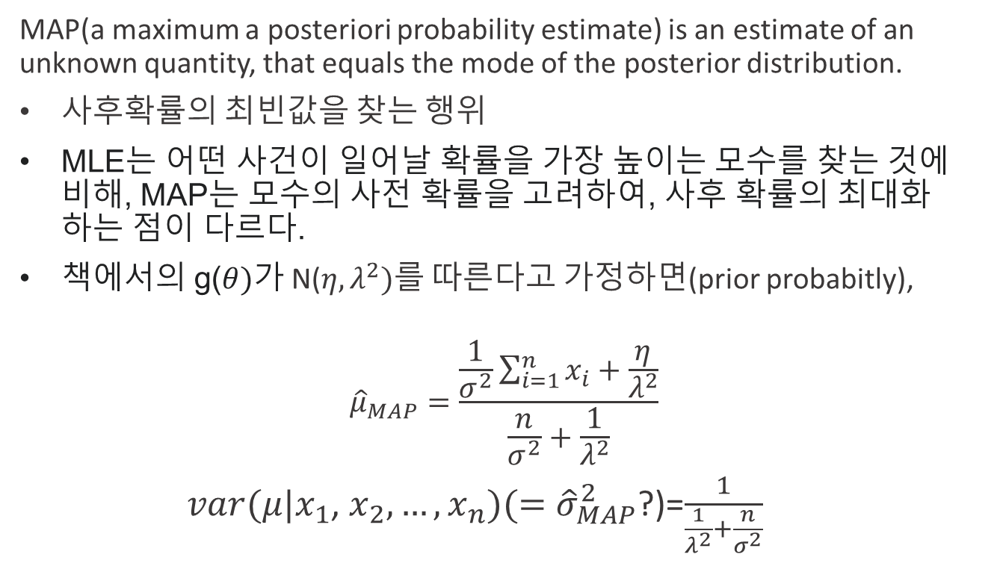 MAP(a maximum a posteriori probability estimate) is an estimate of an
unknown quantity, that equals the mode of the posterior distribution.
• 사후확률의 최빈값을 찾는 행위
• MLE는 어떤 사건이 일어날 확률을 가장 높이는 모수를 찾는 것에
비해, MAP는 모수의 사전 확률을 고려하여, 사후 확률의 최대화
하는 점이 다르다.
• 책에서의 g(𝜃)가 N(𝜂, 𝜆²)를 따른다고 가정하면(prior probabitly),
$\hat{\mu}_{MAP} = \frac{\frac{1}{\sigma^2}\sum_{i=1}^{n} x_i + \frac{\eta}{\lambda^2}}{\frac{n}{\sigma^2} + \frac{1}{\lambda^2}}$
$var(\mu|x_1, x_2, \ldots, x_n)(= \hat{\sigma}^2_{MAP}?)=\frac{1}{\frac{1}{\lambda^2}+\frac{n}{\sigma^2}}$